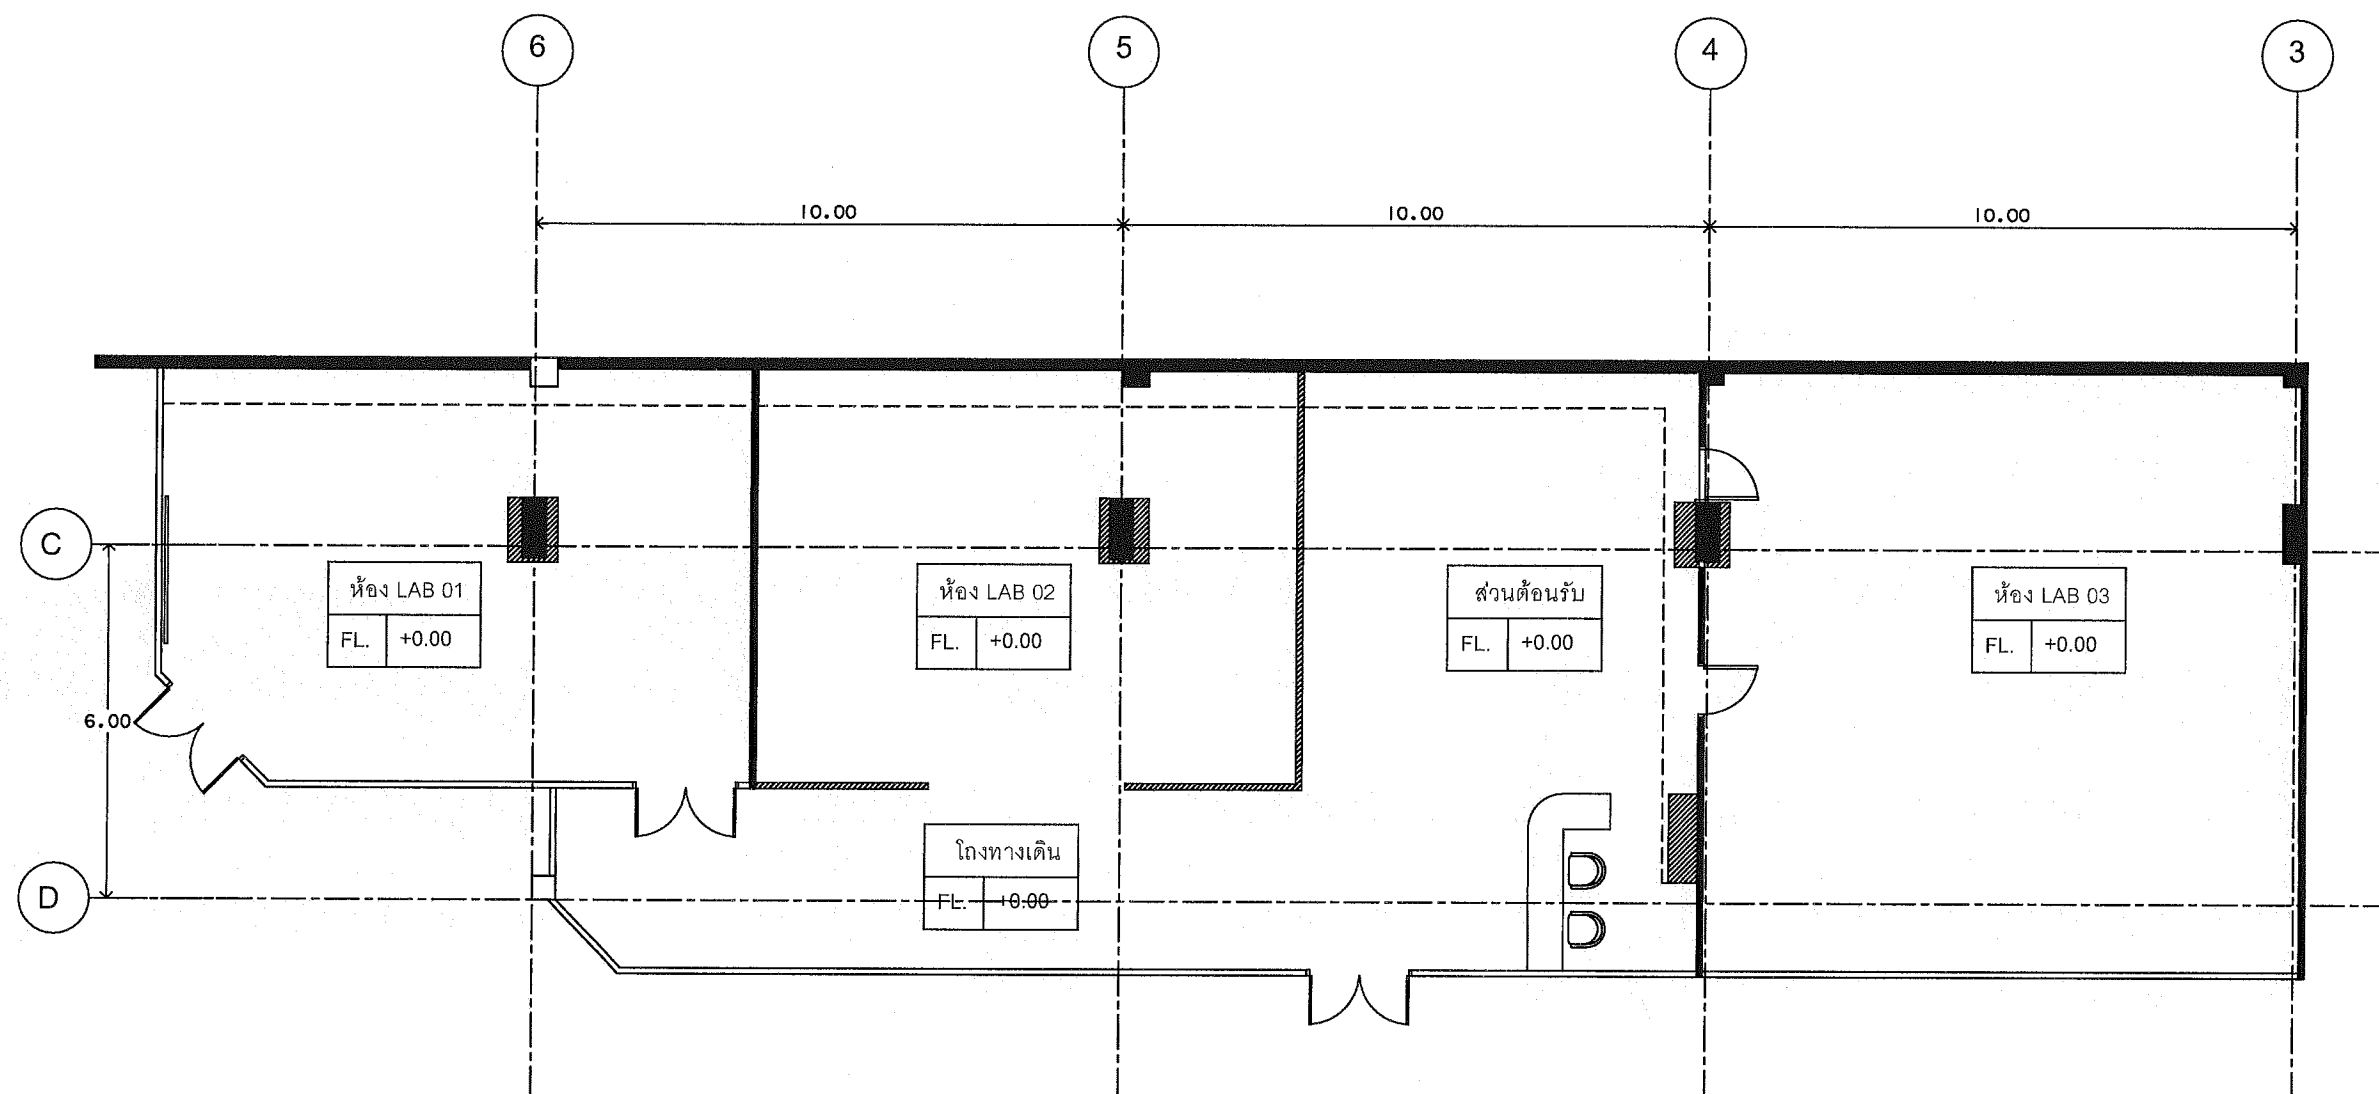 6 5 4 3
10.00 10.00 10.00
C
ห้อง LAB 01
FL. +0.00
ห้อง LAB 02
FL. +0.00
ส่วนต้อนรับ
FL. +0.00
ห้อง LAB 03
FL. +0.00
6.00
โถงทางเดิน
D
FL. +0.00